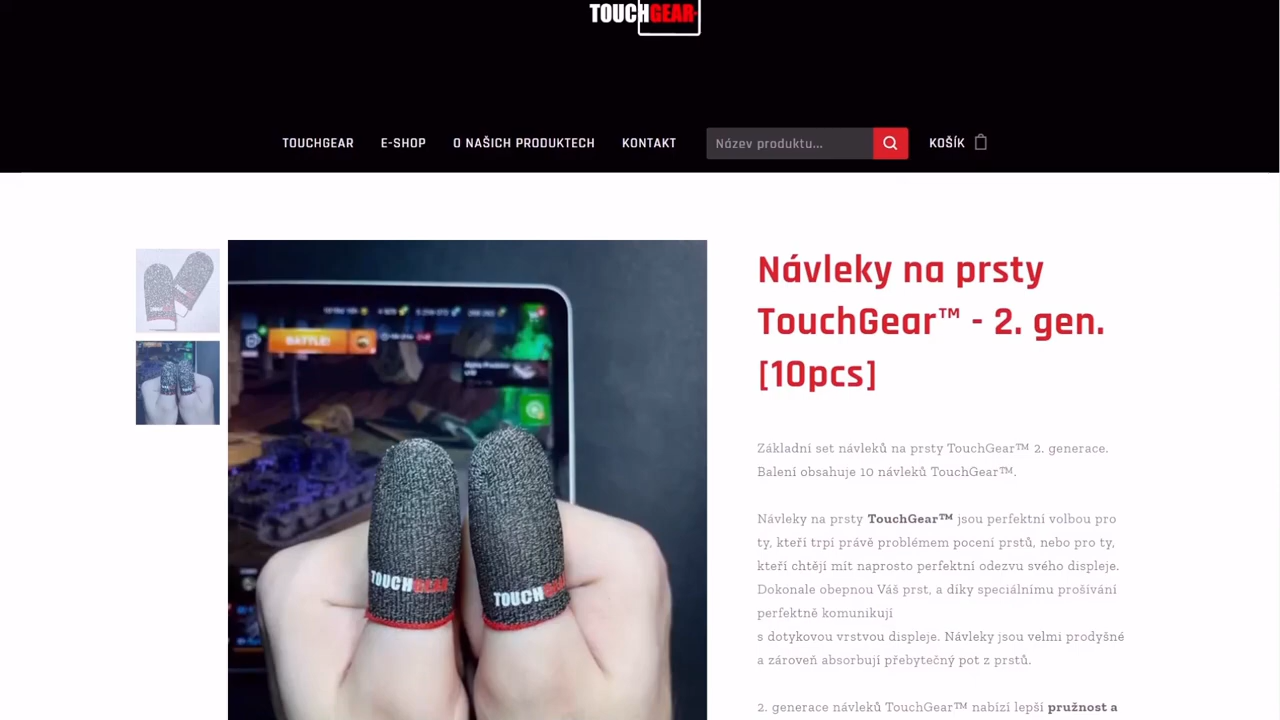 TOUCHGEAR
TOUCHGEAR E-SHOP O NAŠICH PRODUKTECH KONTAKT Název produktu... KOŠÍK
Návleky na prsty
TouchGear™ - 2. gen.
[10pcs]
BATTLE!
TOUCHGEAR
TOUCHGEAR
Základní set návleků na prsty TouchGear™ 2. generace.
Balení obsahuje 10 návleků TouchGear™.
Návleky na prsty TouchGear™ jsou perfektní volbou pro
ty, kteří trpí právě problémem pocení prstů, nebo pro ty,
kteří chtějí mít naprosto perfektní odezvu svého displeje.
Dokonale obepnou Váš prst, a díky speciálnímu prošívání
perfektně komunikují
s dotykovou vrstvou displeje. Návleky jsou velmi prodyšné
a zároveň absorbují přebytečný pot z prstů.
2. generace návleků TouchGear™ nabízí lepší pružnost a